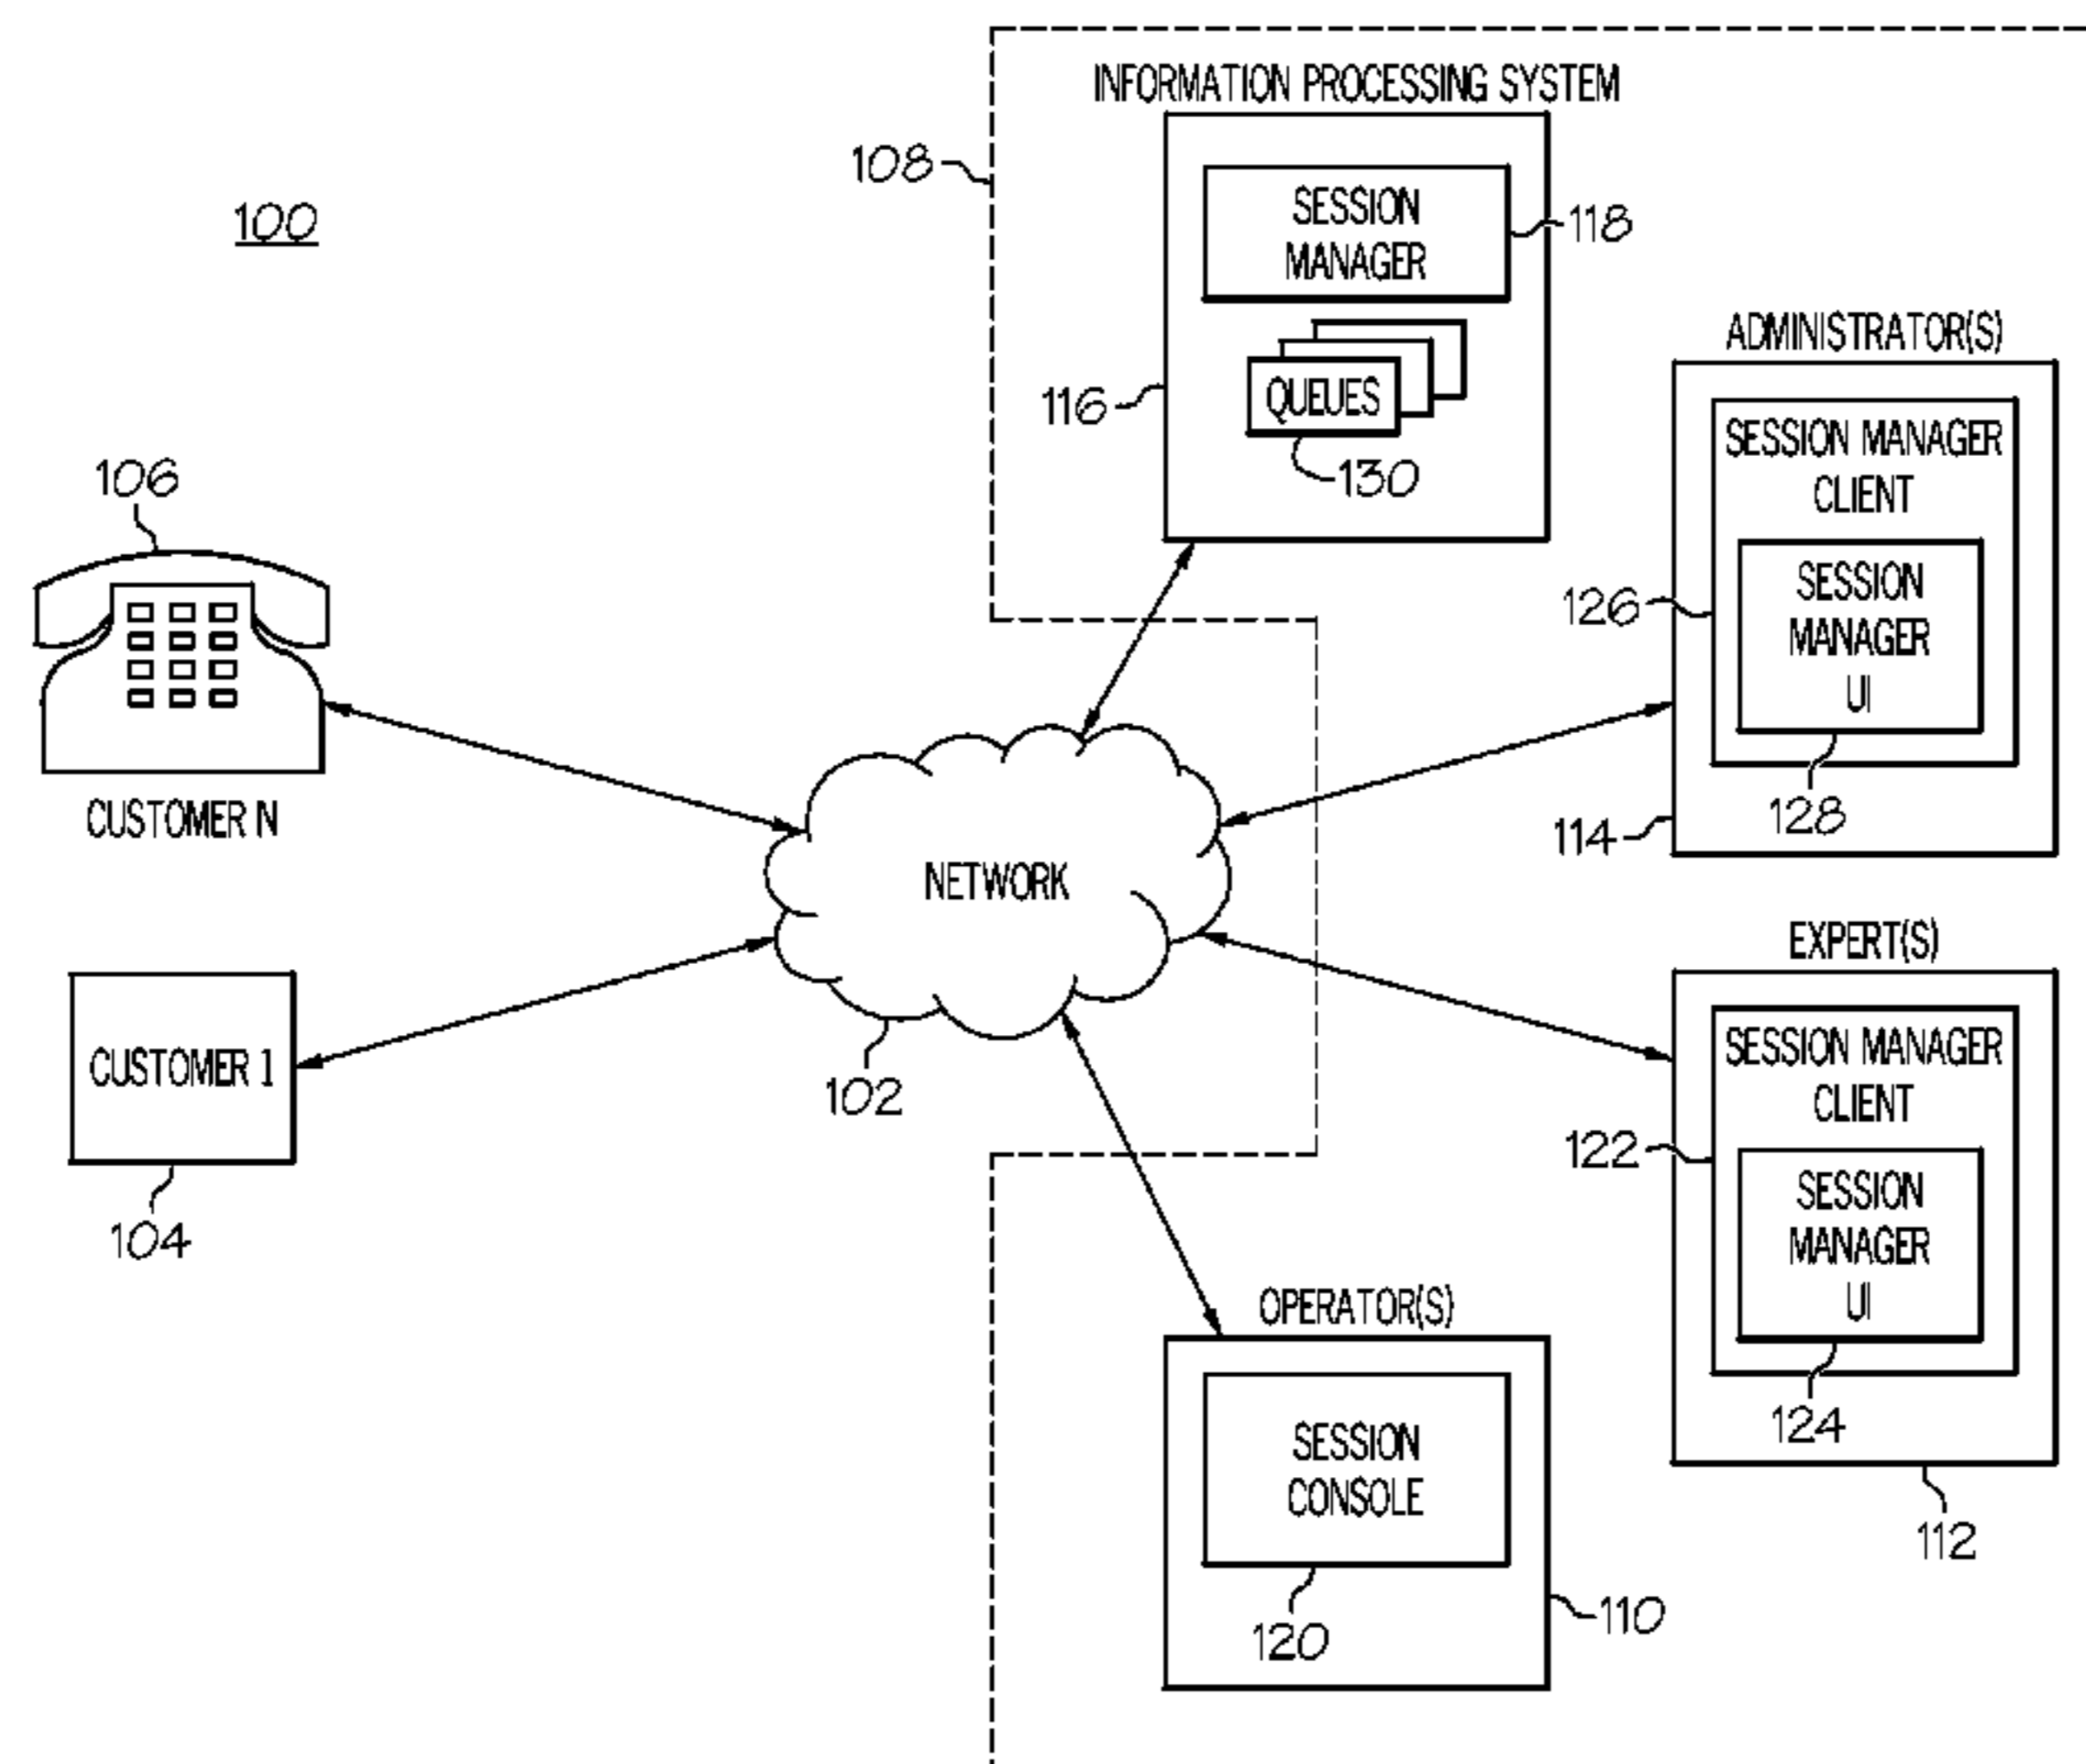 100
108
INFORMATION PROCESSING SYSTEM
SESSION
MANAGER
118
QUEUES
116
130
ADMINISTRATOR(S)
SESSION MANAGER
CLIENT
SESSION
MANAGER
UI
126
128
114
106
CUSTOMER N
NETWORK
102
CUSTOMER 1
104
EXPERT(S)
SESSION MANAGER
CLIENT
SESSION
MANAGER
UI
122
124
112
OPERATOR(S)
SESSION
CONSOLE
120
110